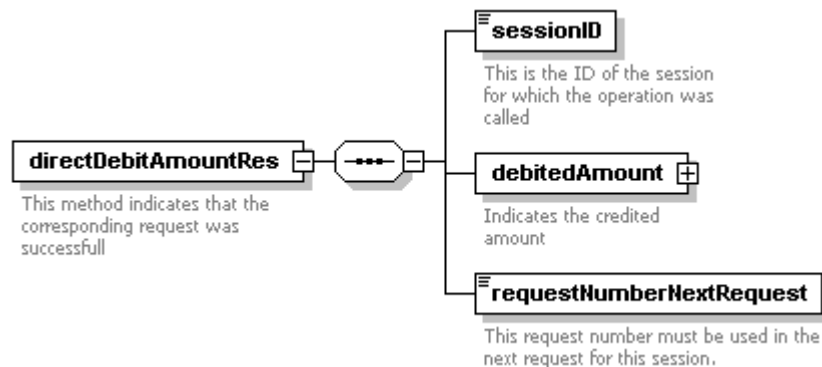 sessionID
This is the ID of the session
for which the operation was
called
directDebitAmountRes
This method indicates that the
corresponding request was
successfull
debitedAmount
Indicates the credited
amount
requestNumberNextRequest
This request number must be used in the
next request for this session.